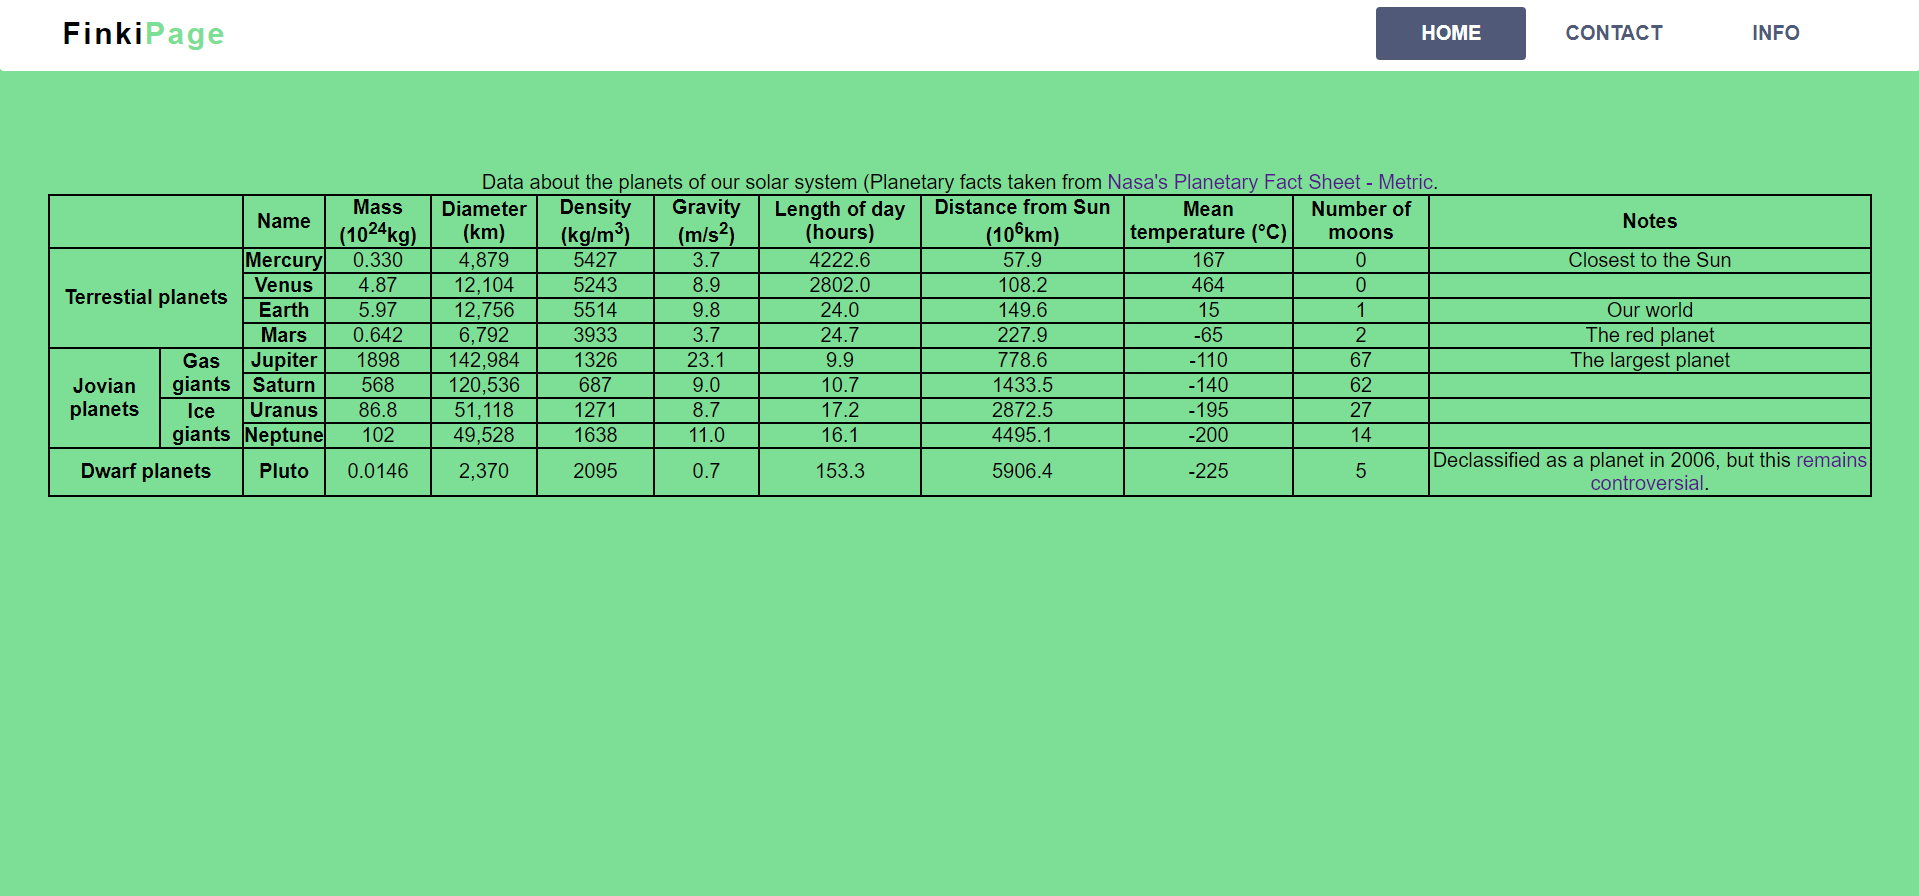 FinkiPage HOME CONTACT INFO
Data about the planets of our solar system (Planetary facts taken from Nasa's Planetary Fact Sheet - Metric.
Name Mass (10²⁴kg) Diameter (km) Density (kg/m³) Gravity (m/s²) Length of day (hours) Distance from Sun (10⁶km) Mean temperature (°C) Number of moons Notes
Terrestial planets
Mercury 0.330 4,879 5427 3.7 4222.6 57.9 167 0 Closest to the Sun
Venus 4.87 12,104 5243 8.9 2802.0 108.2 464 0
Earth 5.97 12,756 5514 9.8 24.0 149.6 15 1 Our world
Mars 0.642 6,792 3933 3.7 24.7 227.9 -65 2 The red planet
Jovian planets
Gas giants
Jupiter 1898 142,984 1326 23.1 9.9 778.6 -110 67 The largest planet
Saturn 568 120,536 687 9.0 10.7 1433.5 -140 62
Ice giants
Uranus 86.8 51,118 1271 8.7 17.2 2872.5 -195 27
Neptune 102 49,528 1638 11.0 16.1 4495.1 -200 14
Dwarf planets Pluto 0.0146 2,370 2095 0.7 153.3 5906.4 -225 5 Declassified as a planet in 2006, but this remains
controversial.